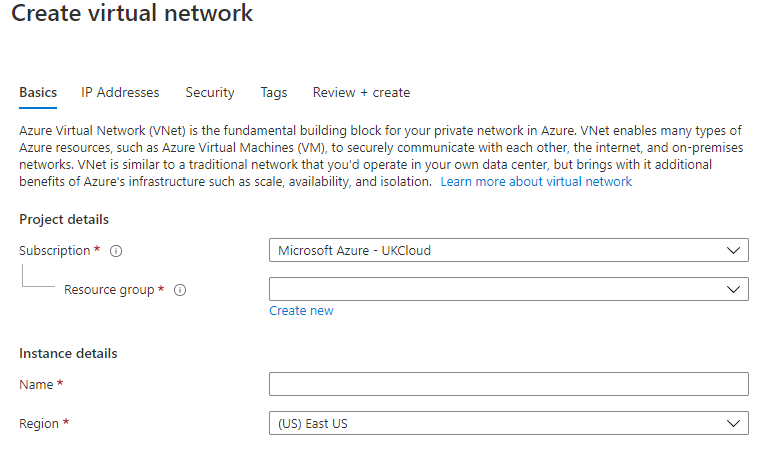 Create virtual network
Basics IP Addresses Security Tags Review + create
Azure Virtual Network (VNet) is the fundamental building block for your private network in Azure. VNet enables many types of
Azure resources, such as Azure Virtual Machines (VM), to securely communicate with each other, the internet, and on-premises
networks. VNet is similar to a traditional network that you'd operate in your own data center, but brings with it additional
benefits of Azure's infrastructure such as scale, availability, and isolation. Learn more about virtual network
Project details
Subscription * Microsoft Azure - UKCloud
Resource group *
Create new
Instance details
Name *
Region * (US) East US